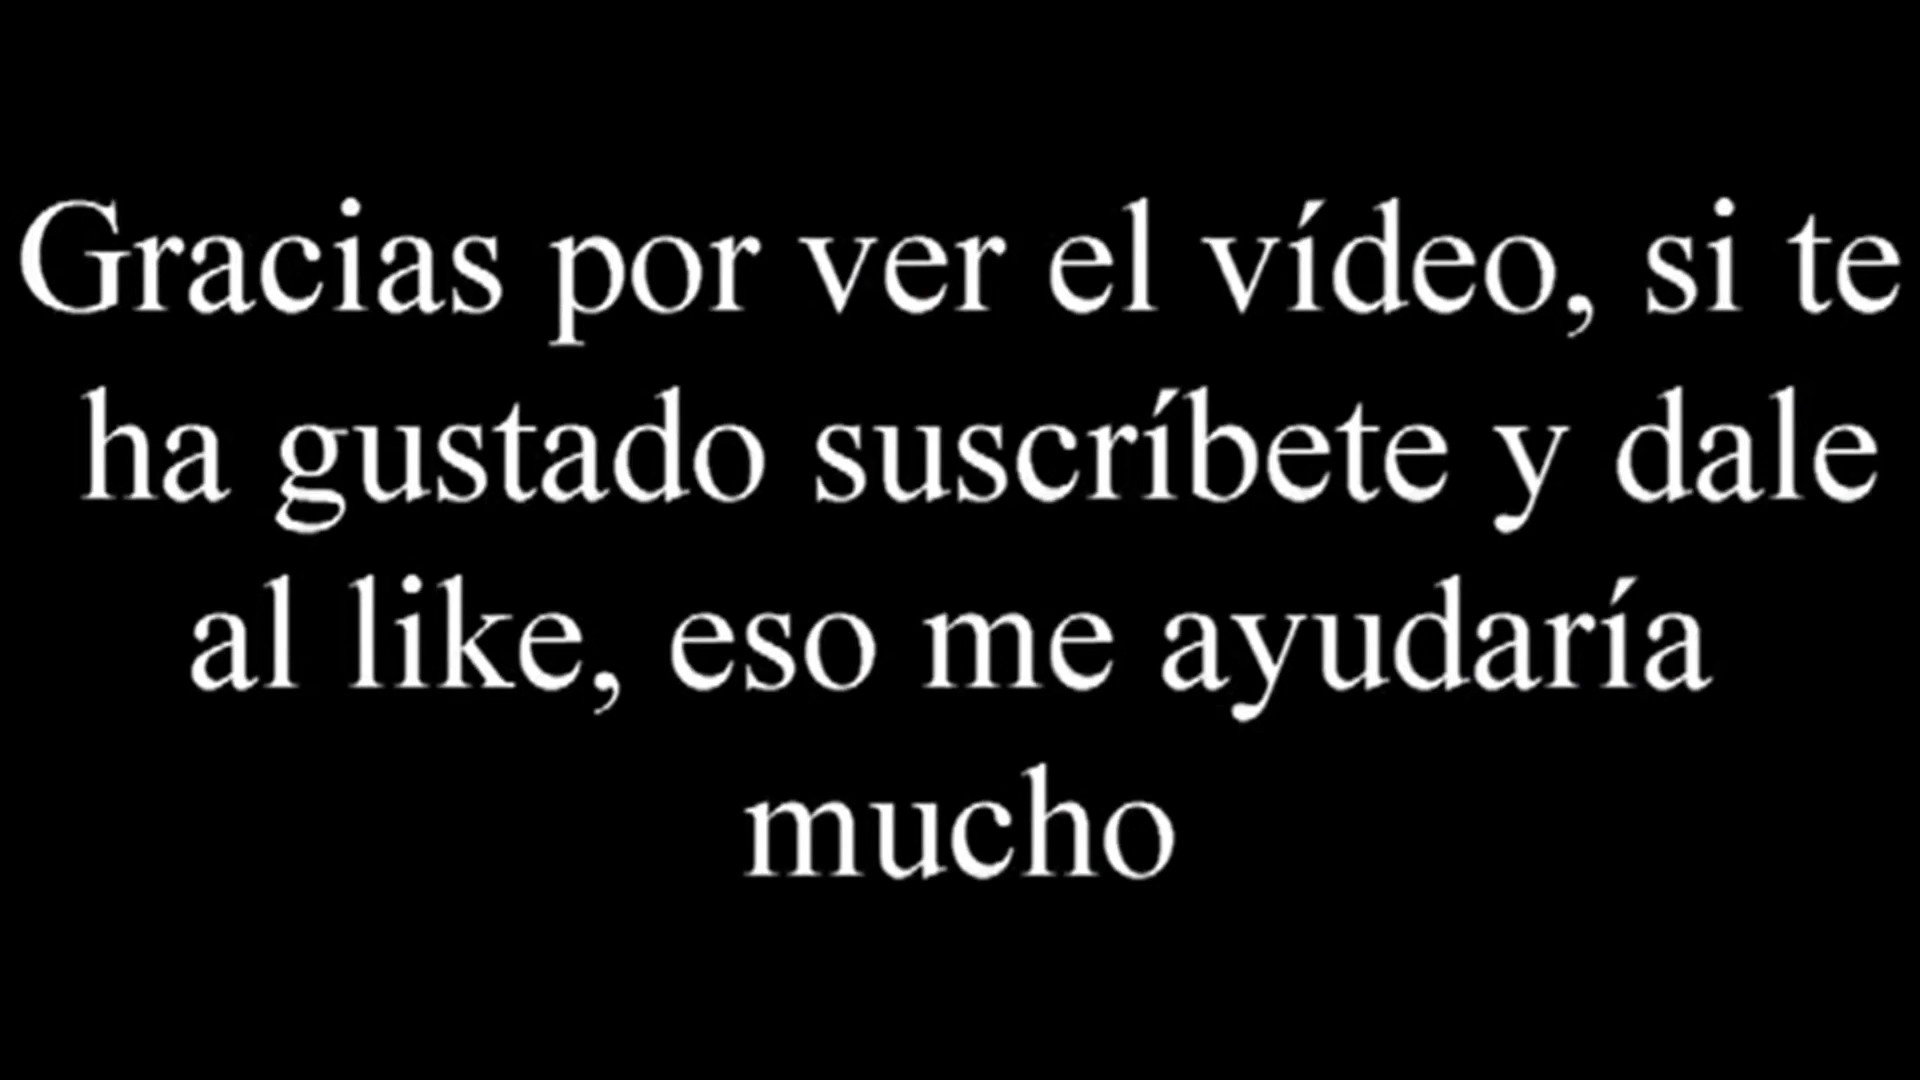 Gracias por ver el vídeo, si te
ha gustado suscríbete y dale
al like, eso me ayudaría
mucho